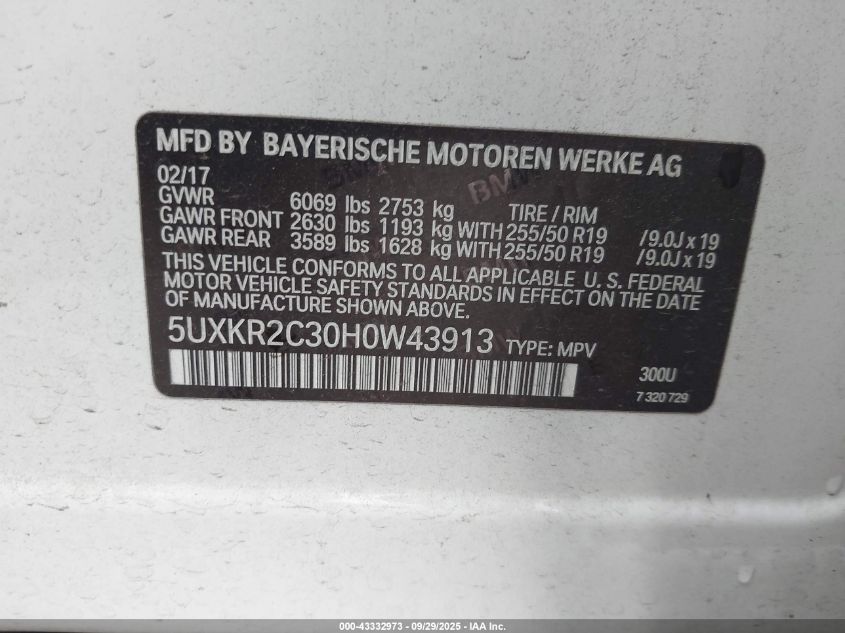 MFD BY BAYERISCHE MOTOREN WERKE AG
02/17
GVWR 6069 lbs 2753 kg TIRE / RIM
GAWR FRONT 2630 lbs 1193 kg WITH 255/50 R19 /9.0J x 19
GAWR REAR 3589 lbs 1628 kg WITH 255/50 R19 /9.0J x 19
THIS VEHICLE CONFORMS TO ALL APPLICABLE U. S. FEDERAL
MOTOR VEHICLE SAFETY STANDARDS IN EFFECT ON THE DATE
OF MANUFACTURE SHOWN ABOVE.
5UXKR2C30H0W43913 TYPE: MPV
300U
7 320 729
000-43332973 - 09/29/2025 - IAA Inc.